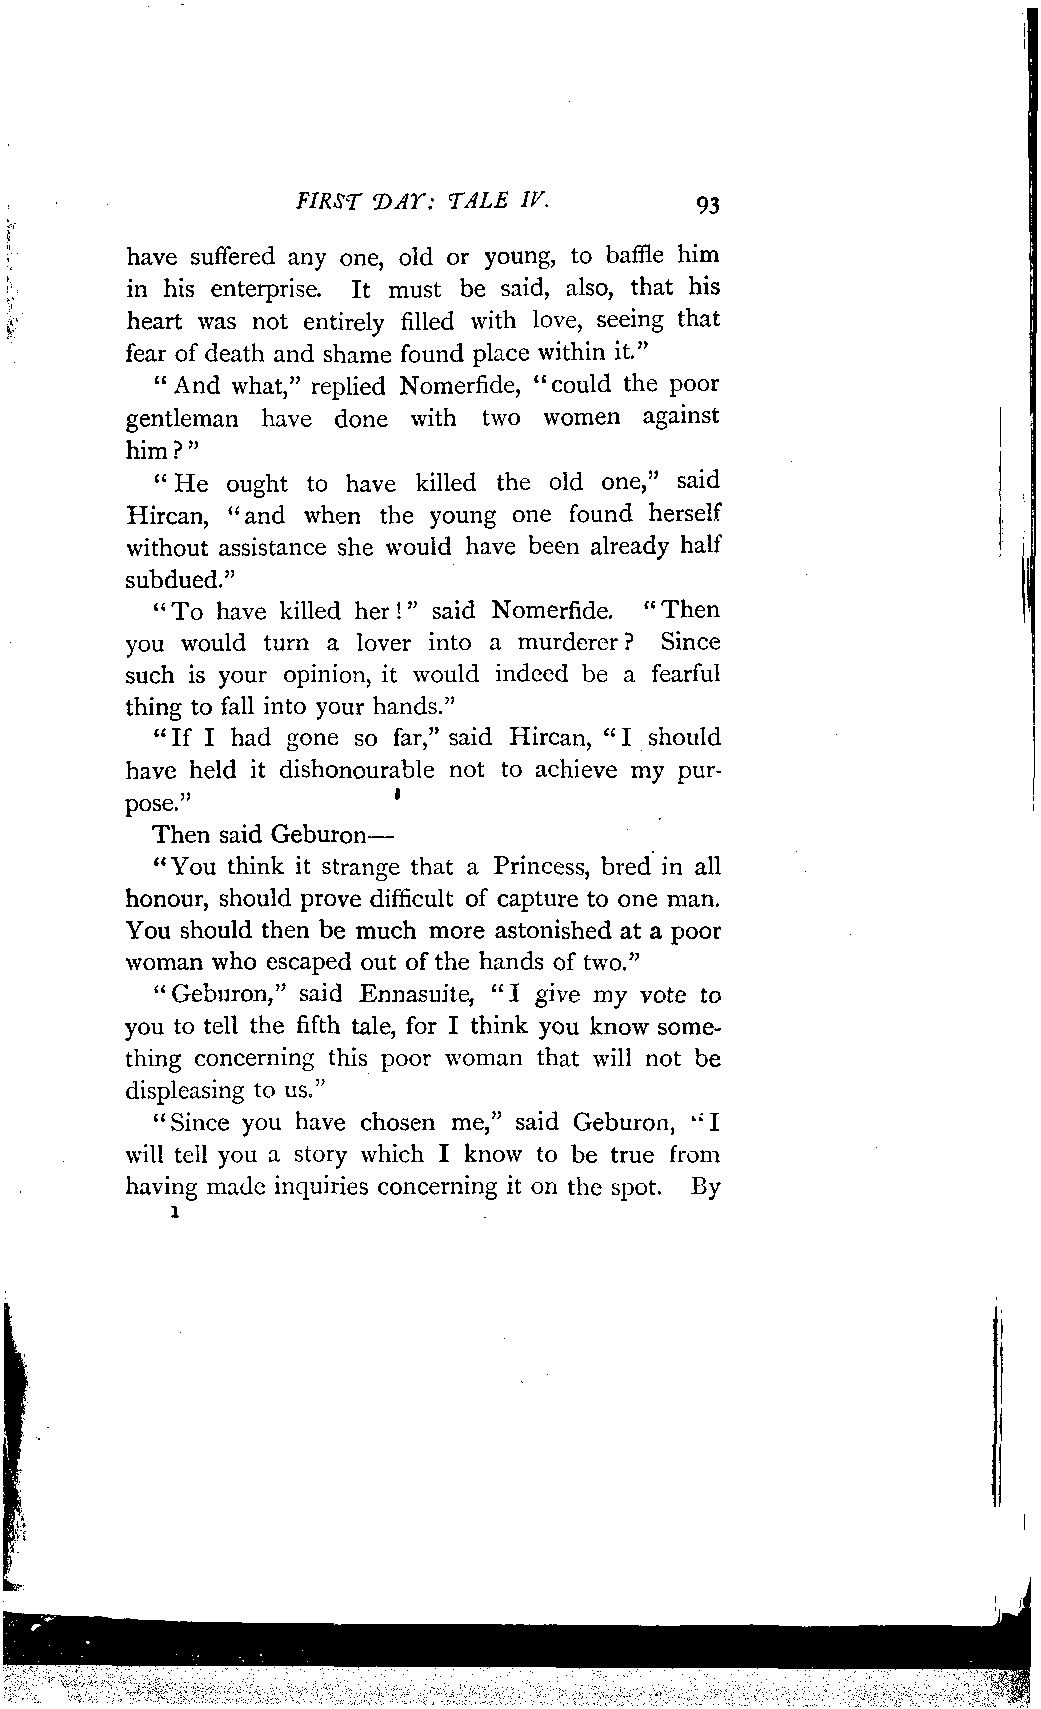 FIRST DAY: TALE IV. 93
have suffered any one, old or young, to baffle him
in his enterprise. It must be said, also, that his
heart was not entirely filled with love, seeing that
fear of death and shame found place within it."
"And what," replied Nomerfide, "could the poor
gentleman have done with two women against
him?"
"He ought to have killed the old one," said
Hircan, "and when the young one found herself
without assistance she would have been already half
subdued."
"To have killed her!" said Nomerfide. "Then
you would turn a lover into a murderer? Since
such is your opinion, it would indeed be a fearful
thing to fall into your hands."
"If I had gone so far," said Hircan, "I should
have held it dishonourable not to achieve my pur-
pose."
Then said Geburon—
"You think it strange that a Princess, bred in all
honour, should prove difficult of capture to one man.
You should then be much more astonished at a poor
woman who escaped out of the hands of two."
"Geburon," said Ennasuite, "I give my vote to
you to tell the fifth tale, for I think you know some-
thing concerning this poor woman that will not be
displeasing to us."
"Since you have chosen me," said Geburon, "I
will tell you a story which I know to be true from
having made inquiries concerning it on the spot. By
1